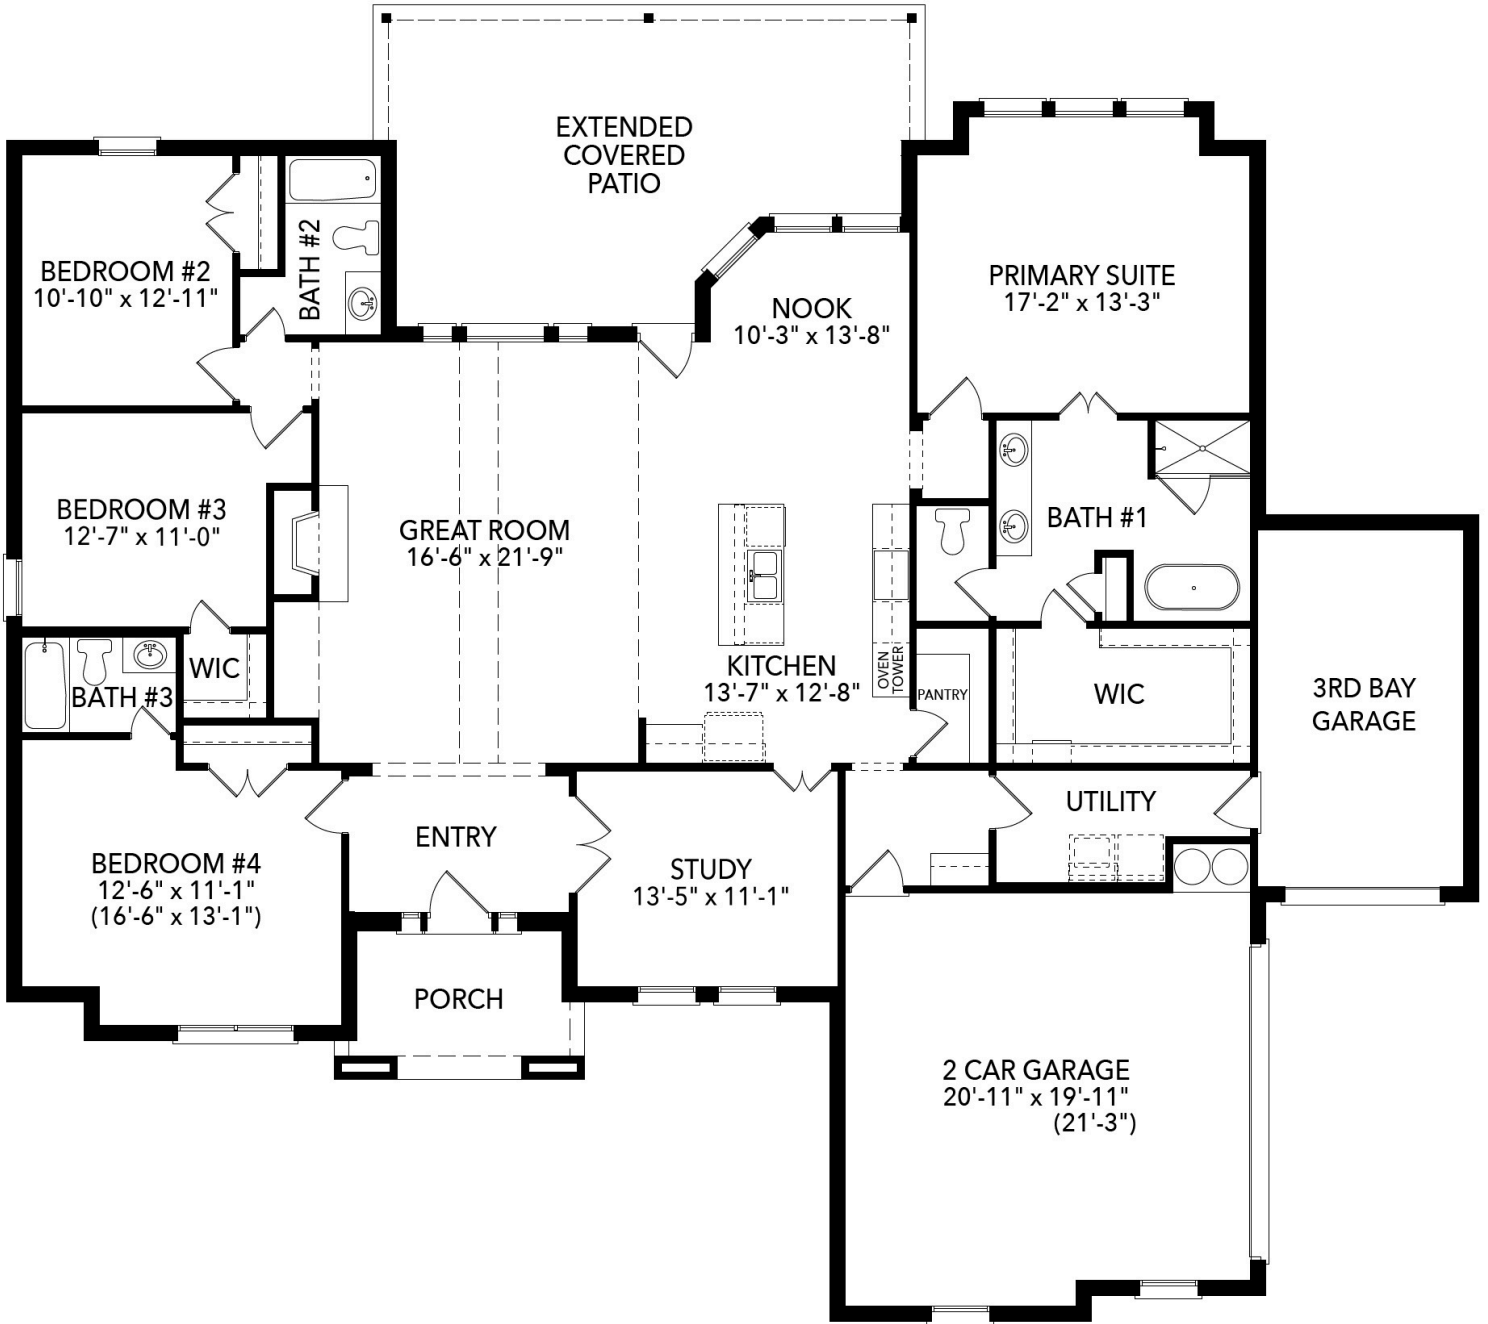 EXTENDED
COVERED
PATIO
BEDROOM #2
10'-10" x 12'-11"
BATH #2
NOOK
10'-3" x 13'-8"
PRIMARY SUITE
17'-2" x 13'-3"
BEDROOM #3
12'-7" x 11'-0"
GREAT ROOM
16'-6" x 21'-9"
BATH #1
KITCHEN
13'-7" x 12'-8"
OVEN
TOWER
PANTRY
WIC
BATH #3
WIC
3RD BAY
GARAGE
UTILITY
ENTRY
BEDROOM #4
12'-6" x 11'-1"
(16'-6" x 13'-1")
STUDY
13'-5" x 11'-1"
PORCH
2 CAR GARAGE
20'-11" x 19'-11"
(21'-3")